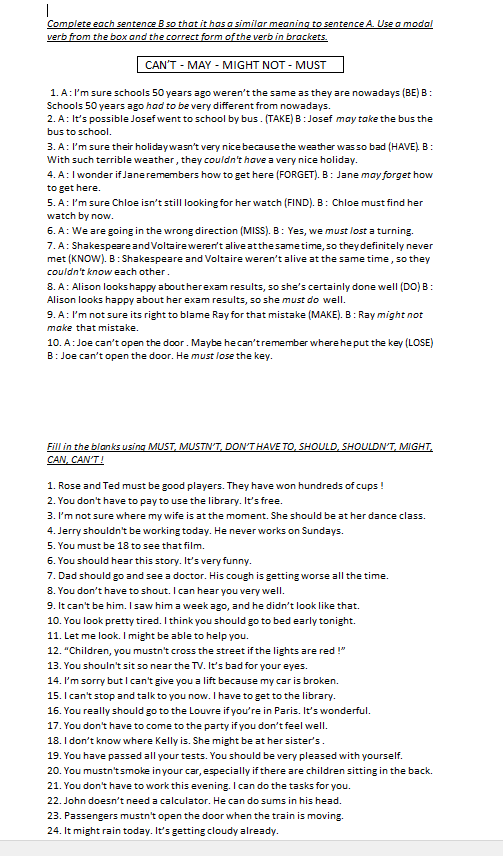 Complete each sentence B so that it has a similar meaning to sentence A. Use a modal
verb from the box and the correct form of the verb in brackets.
CAN'T - MAY - MIGHT NOT - MUST
1. A : I'm sure schools 50 years ago weren't the same as they are nowadays (BE) B :
Schools 50 years ago had to be very different from nowadays.
2. A : It's possible Josef went to school by bus . (TAKE) B : Josef may take the bus the
bus to school.
3. A : I'm sure their holiday wasn't very nice because the weather was so bad (HAVE). B :
With such terrible weather , they couldn't have a very nice holiday.
4. A : I wonder if Jane remembers how to get here (FORGET). B : Jane may forget how
to get here.
5. A : I'm sure Chloe isn't still looking for her watch (FIND). B : Chloe must find her
watch by now.
6. A : We are going in the wrong direction (MISS). B : Yes, we must lost a turning.
7. A : Shakespeare and Voltaire weren't alive at the same time, so they definitely never
met (KNOW). B : Shakespeare and Voltaire weren't alive at the same time , so they
couldn't know each other .
8. A : Alison looks happy about her exam results, so she's certainly done well (DO) B :
Alison looks happy about her exam results, so she must do well.
9. A : I'm not sure its right to blame Ray for that mistake (MAKE). B : Ray might not
make that mistake.
10. A : Joe can't open the door . Maybe he can't remember where he put the key (LOSE)
B : Joe can't open the door. He must lose the key.
Fill in the blanks using MUST, MUSTN'T, DON'T HAVE TO, SHOULD, SHOULDN'T, MIGHT,
CAN, CAN'T !
1. Rose and Ted must be good players. They have won hundreds of cups !
2. You don't have to pay to use the library. It's free.
3. I'm not sure where my wife is at the moment. She should be at her dance class.
4. Jerry shouldn't be working today. He never works on Sundays.
5. You must be 18 to see that film.
6. You should hear this story. It's very funny.
7. Dad should go and see a doctor. His cough is getting worse all the time.
8. You don't have to shout. I can hear you very well.
9. It can't be him. I saw him a week ago, and he didn't look like that.
10. You look pretty tired. I think you should go to bed early tonight.
11. Let me look. I might be able to help you.
12. "Children, you mustn't cross the street if the lights are red !"
13. You shouln't sit so near the TV. It's bad for your eyes.
14. I'm sorry but I can't give you a lift because my car is broken.
15. I can't stop and talk to you now. I have to get to the library.
16. You really should go to the Louvre if you're in Paris. It's wonderful.
17. You don't have to come to the party if you don't feel well.
18. I don't know where Kelly is. She might be at her sister's .
19. You have passed all your tests. You should be very pleased with yourself.
20. You mustn't smoke in your car, especially if there are children sitting in the back.
21. You don't have to work this evening. I can do the tasks for you.
22. John doesn't need a calculator. He can do sums in his head.
23. Passengers mustn't open the door when the train is moving.
24. It might rain today. It's getting cloudy already.